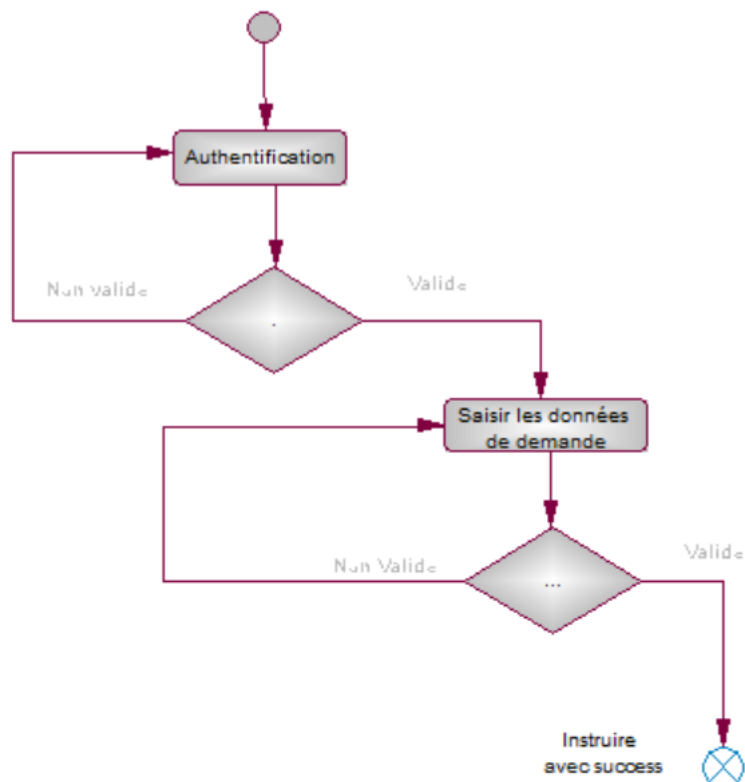 Authentification
Non valide
Valide
.
Saisir les données
de demande
Non Valide
Valide
...
Instruire
avec success